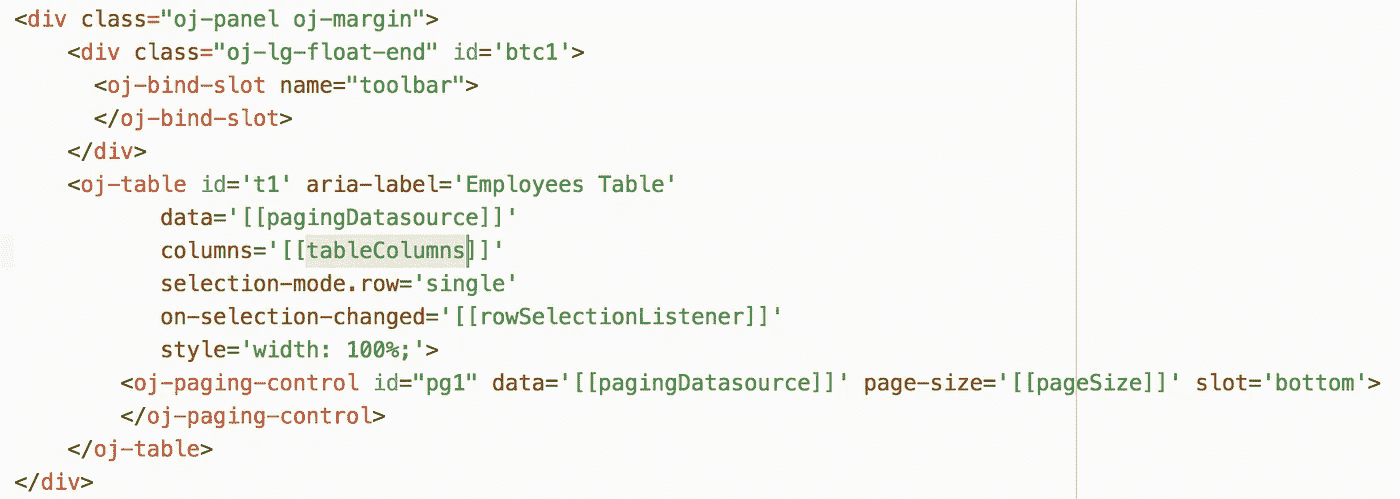 <div class="oj-panel oj-margin">
<div class="oj-lg-float-end" id='btc1'>
<oj-bind-slot name="toolbar">
</oj-bind-slot>
</div>
<oj-table id='t1' aria-label='Employees Table'
data='[[pagingDatasource]]'
columns='[[tableColumns]]'
selection-mode.row='single'
on-selection-changed='[[rowSelectionListener]]'
style='width: 100%;'>
<oj-paging-control id="pg1" data='[[pagingDatasource]]' page-size='[[pageSize]]' slot='bottom'>
</oj-paging-control>
</oj-table>
</div>